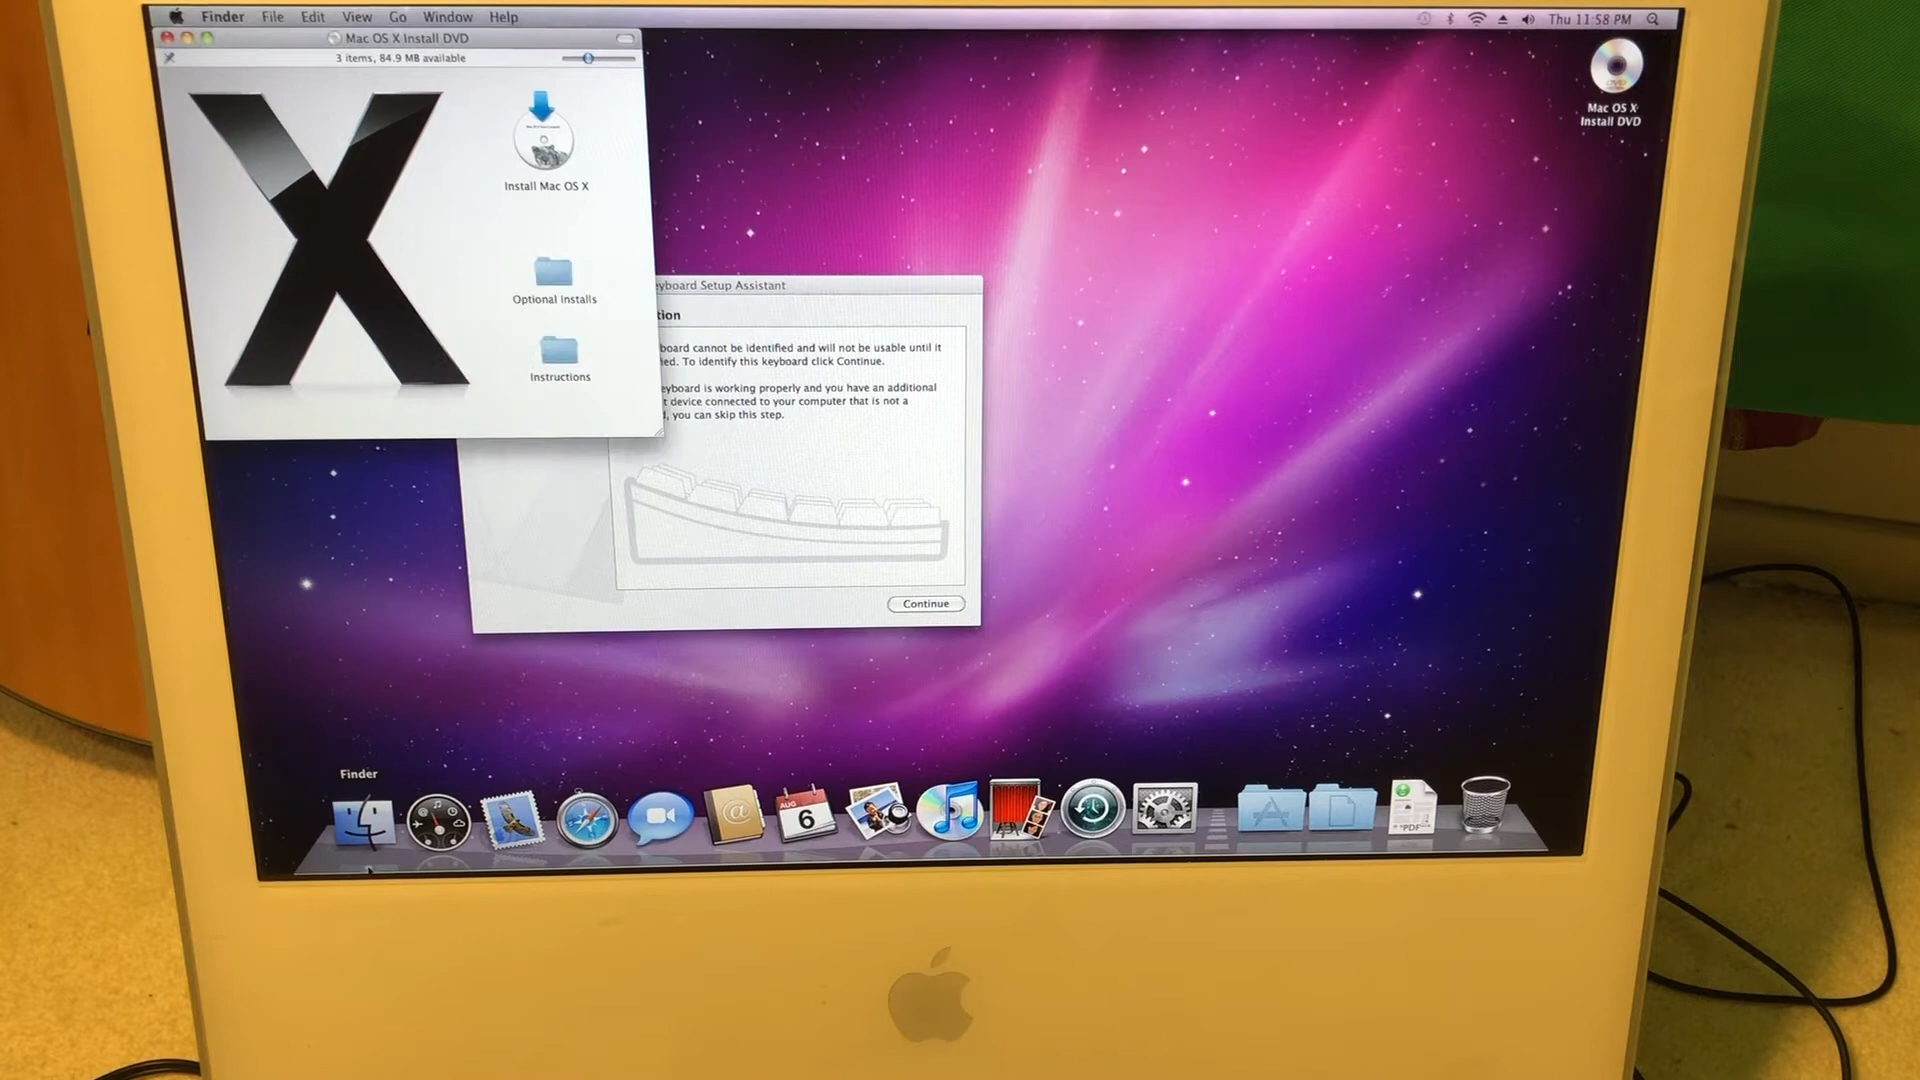 Finder File Edit View Go Window Help
Thu 11:58 PM
Mac OS X Install DVD
3 items, 84.9 MB available
Install Mac OS X
Optional Installs
Instructions
Mac OS X
Install DVD
eyboard Setup Assistant
tion
board cannot be identified and will not be usable until it
ied. To identify this keyboard click Continue.
eyboard is working properly and you have an additional
t device connected to your computer that is not a
, you can skip this step.
Continue
Finder
AUG
6
PDF